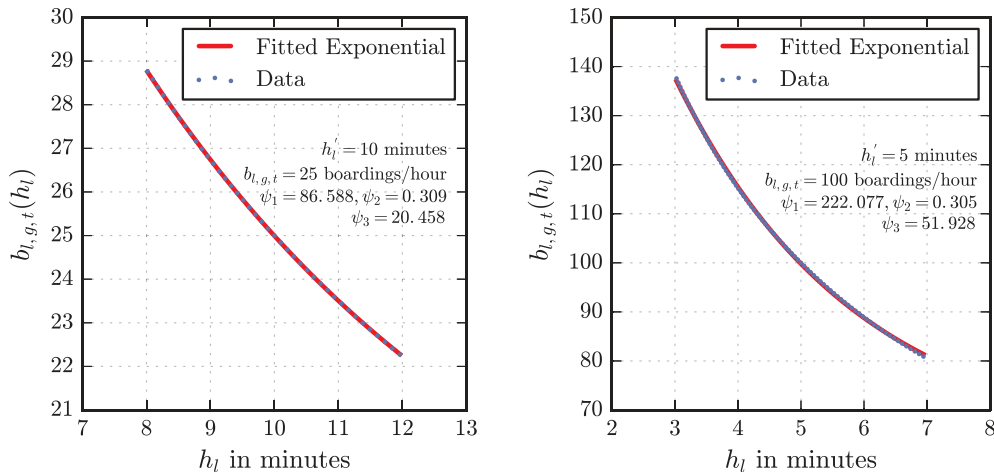 30
29
28
27
26
25
24
23
22
21
b_{l,g,t}(h_l)
Fitted Exponential
Data
h_l' = 10 minutes
b_{l,g,t} = 25 boardings/hour
ψ_1 = 86.588, ψ_2 = 0.309
ψ_3 = 20.458
7 8 9 10 11 12 13
h_l in minutes
150
140
130
120
110
100
90
80
70
b_{l,g,t}(h_l)
Fitted Exponential
Data
h_l' = 5 minutes
b_{l,g,t} = 100 boardings/hour
ψ_1 = 222.077, ψ_2 = 0.305
ψ_3 = 51.928
2 3 4 5 6 7 8
h_l in minutes